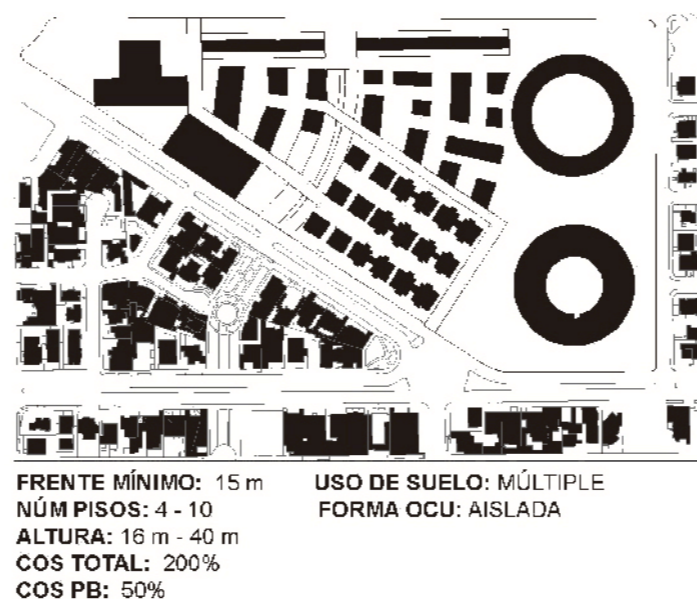 FRENTE MÍNIMO: 15 m
NÚM PISOS: 4 - 10
ALTURA: 16 m - 40 m
COS TOTAL: 200%
COS PB: 50%
USO DE SUELO: MÚLTIPLE
FORMA OCU: AISLADA